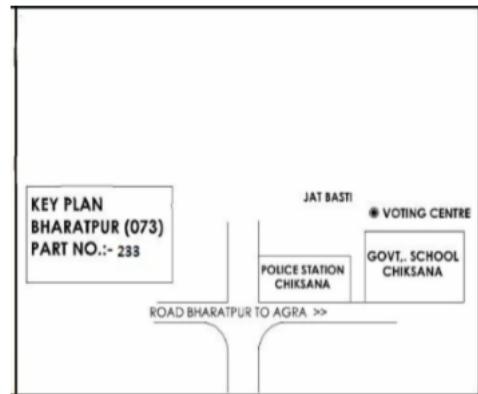 KEY PLAN
BHARATPUR (073)
PART NO.:- 233
JAT BASTI
VOTING CENTRE
GOVT,. SCHOOL
CHIKSANA
POLICE STATION
CHIKSANA
ROAD BHARATPUR TO AGRA >>